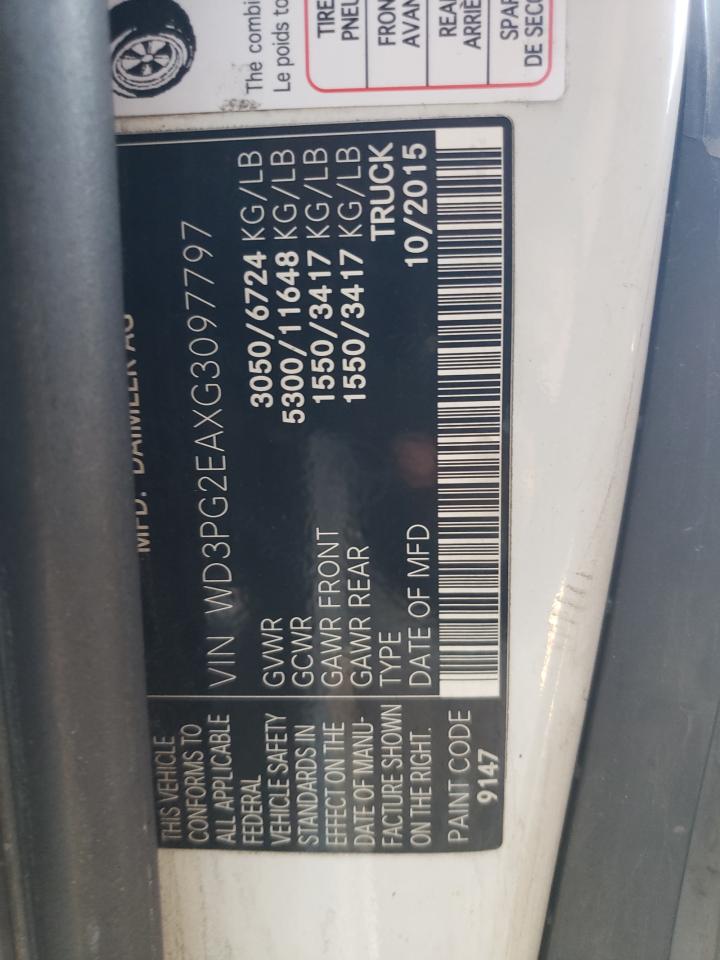 The combi
Le poids to
TIRE
PNEU
FRON
AVAN
REAR
ARRIÈ
SPAR
DE SECO
MFD. DAIMLER AG
VIN WD3PG2EAXG3097797
GVWR 3050/6724 KG/LB
GCWR 5300/11648 KG/LB
GAWR FRONT 1550/3417 KG/LB
GAWR REAR 1550/3417 KG/LB
TYPE TRUCK
DATE OF MFD 10/2015
THIS VEHICLE
CONFORMS TO
ALL APPLICABLE
FEDERAL
VEHICLE SAFETY
STANDARDS IN
EFFECT ON THE
DATE OF MANU-
FACTURE SHOWN
ON THE RIGHT.
PAINT CODE
9147